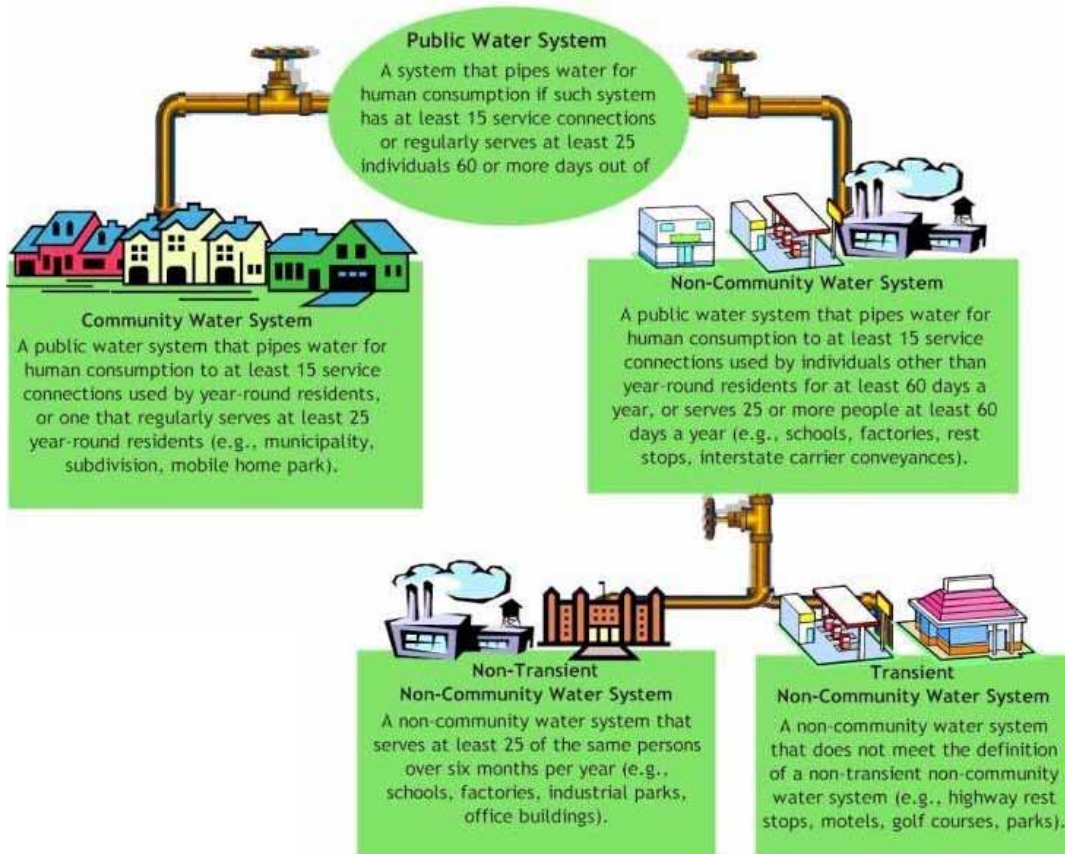 Public Water System
A system that pipes water for
human consumption if such system
has at least 15 service connections
or regularly serves at least 25
individuals 60 or more days out of
Community Water System
A public water system that pipes water for
human consumption to at least 15 service
connections used by year-round residents,
or one that regularly serves at least 25
year-round residents (e.g., municipality,
subdivision, mobile home park).
Non-Community Water System
A public water system that pipes water for
human consumption to at least 15 service
connections used by individuals other than
year-round residents for at least 60 days a
year, or serves 25 or more people at least 60
days a year (e.g., schools, factories, rest
stops, interstate carrier conveyances).
Non-Transient
Non-Community Water System
A non-community water system that
serves at least 25 of the same persons
over six months per year (e.g.,
schools, factories, industrial parks,
office buildings).
Transient
Non-Community Water System
A non-community water system
that does not meet the definition
of a non-transient non-community
water system (e.g., highway rest
stops, motels, golf courses, parks).